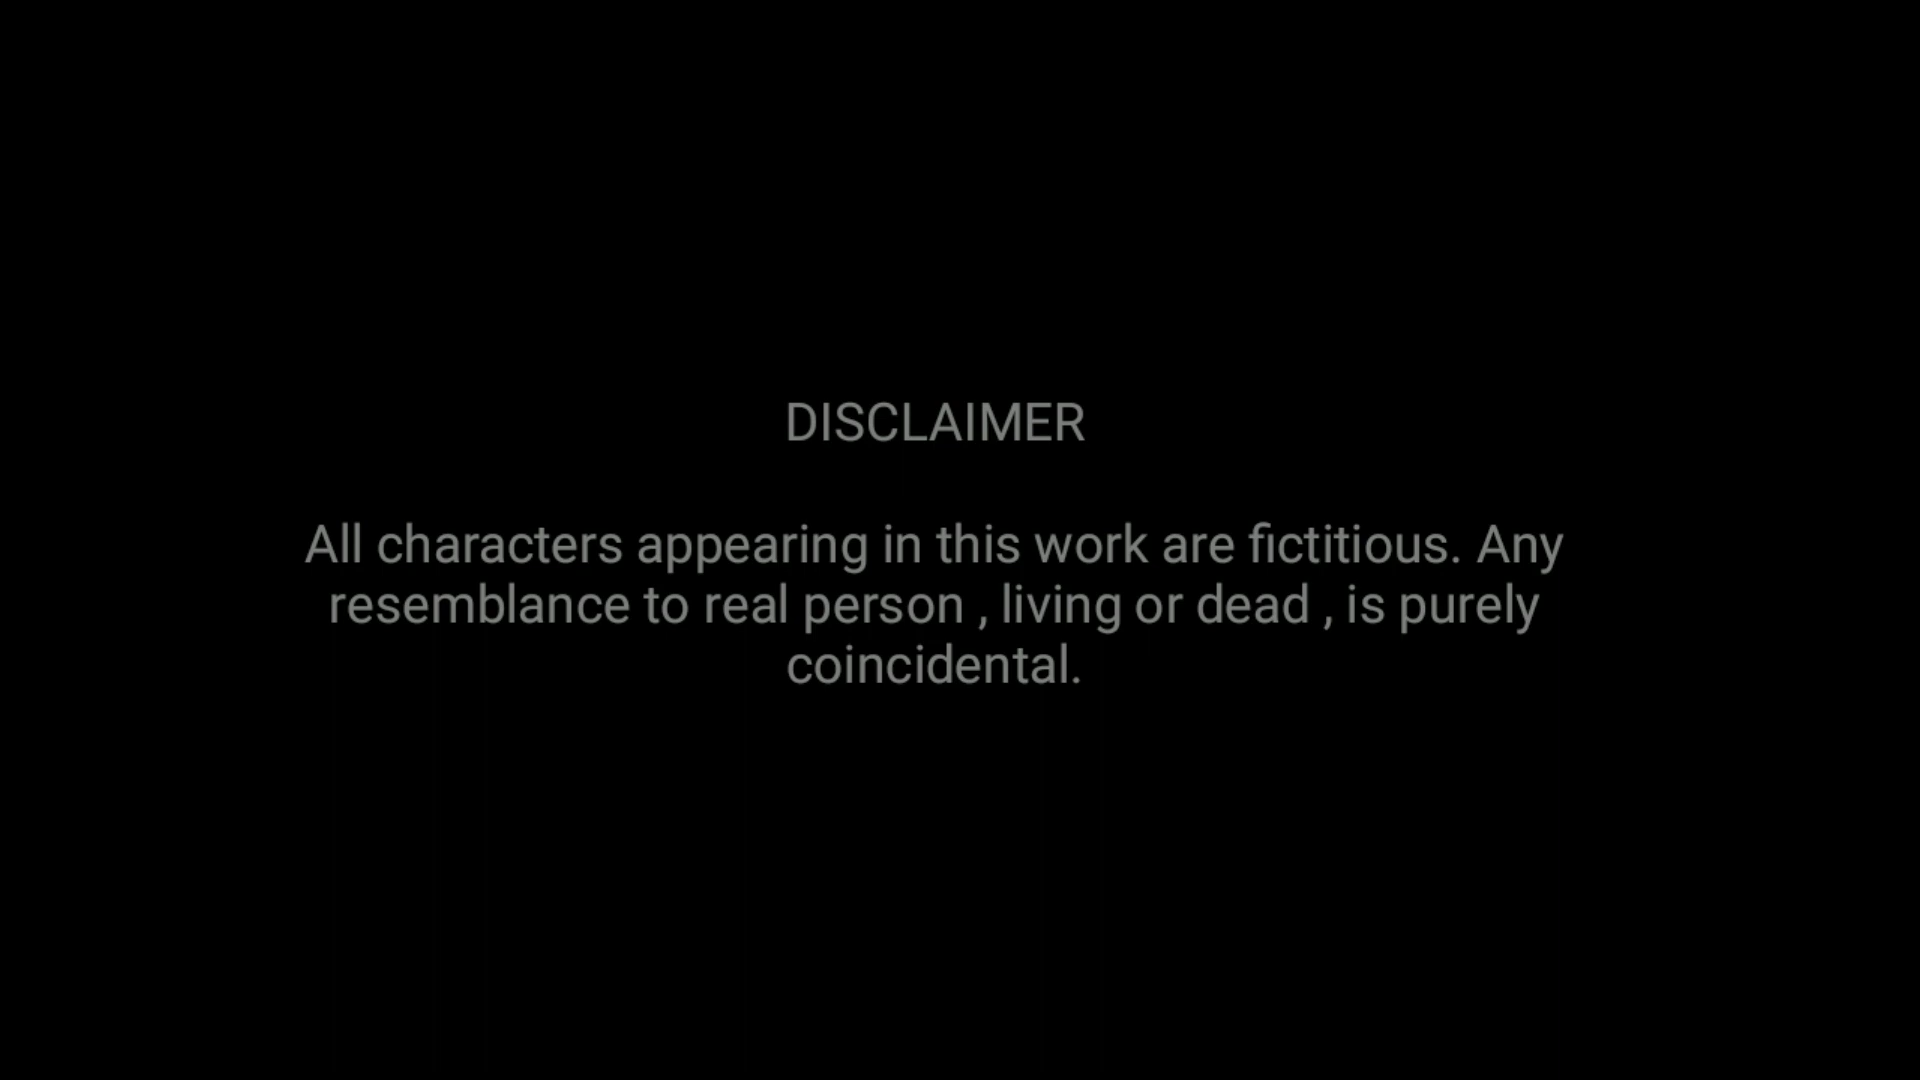 DISCLAIMER
All characters appearing in this work are fictitious. Any
resemblance to real person , living or dead , is purely
coincidental.